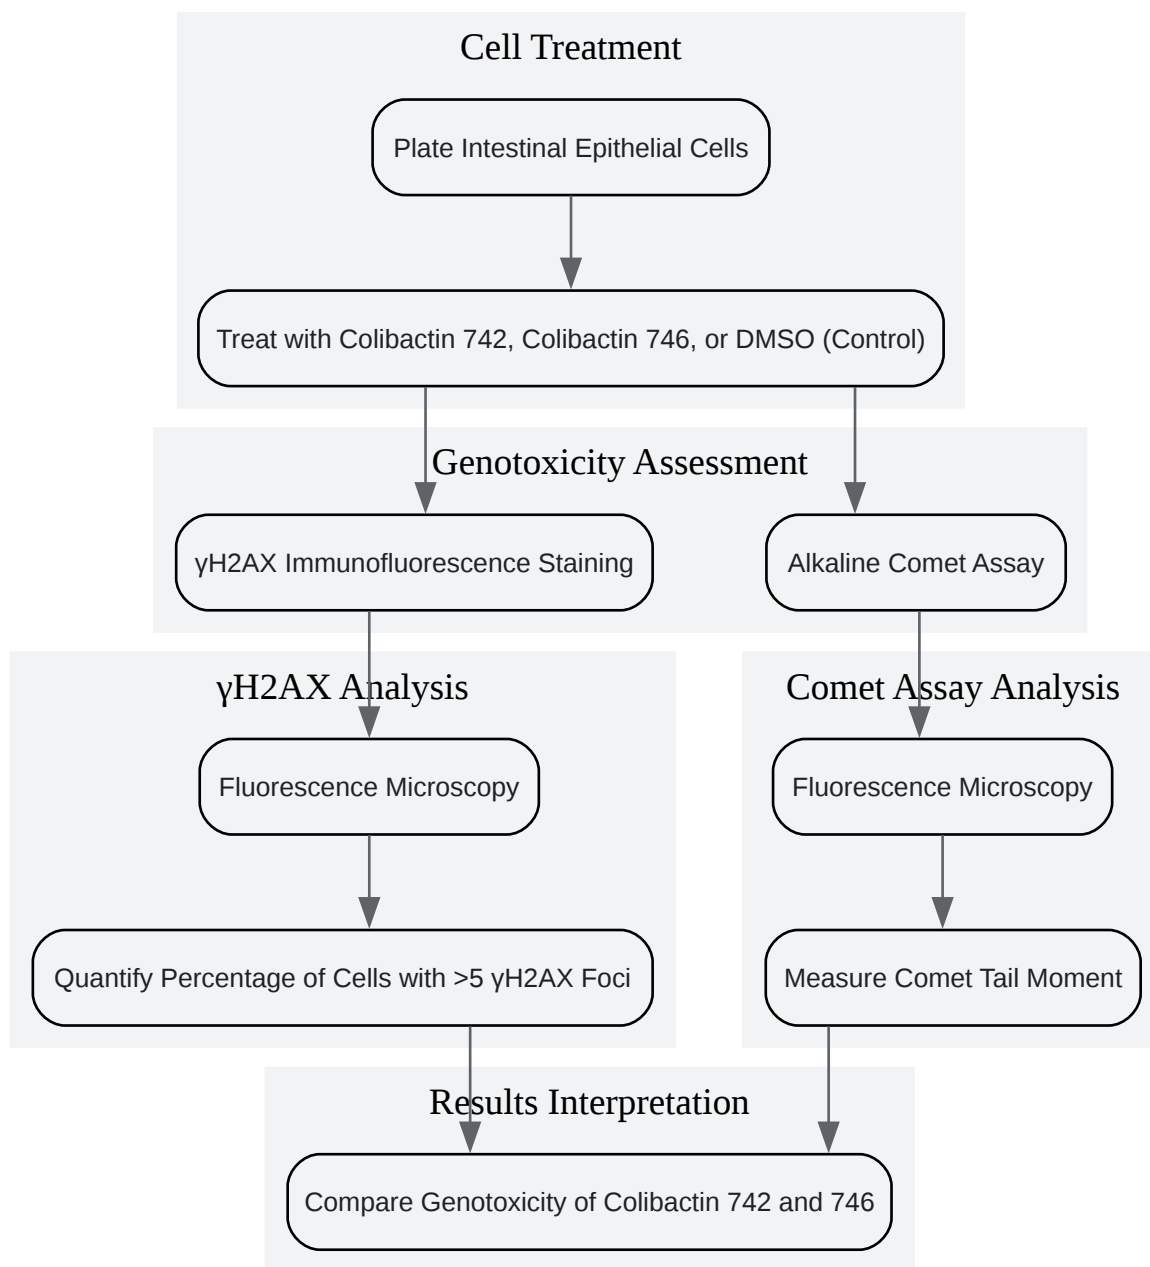 Cell Treatment
Plate Intestinal Epithelial Cells
Treat with Colibactin 742, Colibactin 746, or DMSO (Control)
Genotoxicity Assessment
γH2AX Immunofluorescence Staining
Alkaline Comet Assay
γH2AX Analysis
Comet Assay Analysis
Fluorescence Microscopy
Fluorescence Microscopy
Quantify Percentage of Cells with >5 γH2AX Foci
Measure Comet Tail Moment
Results Interpretation
Compare Genotoxicity of Colibactin 742 and 746